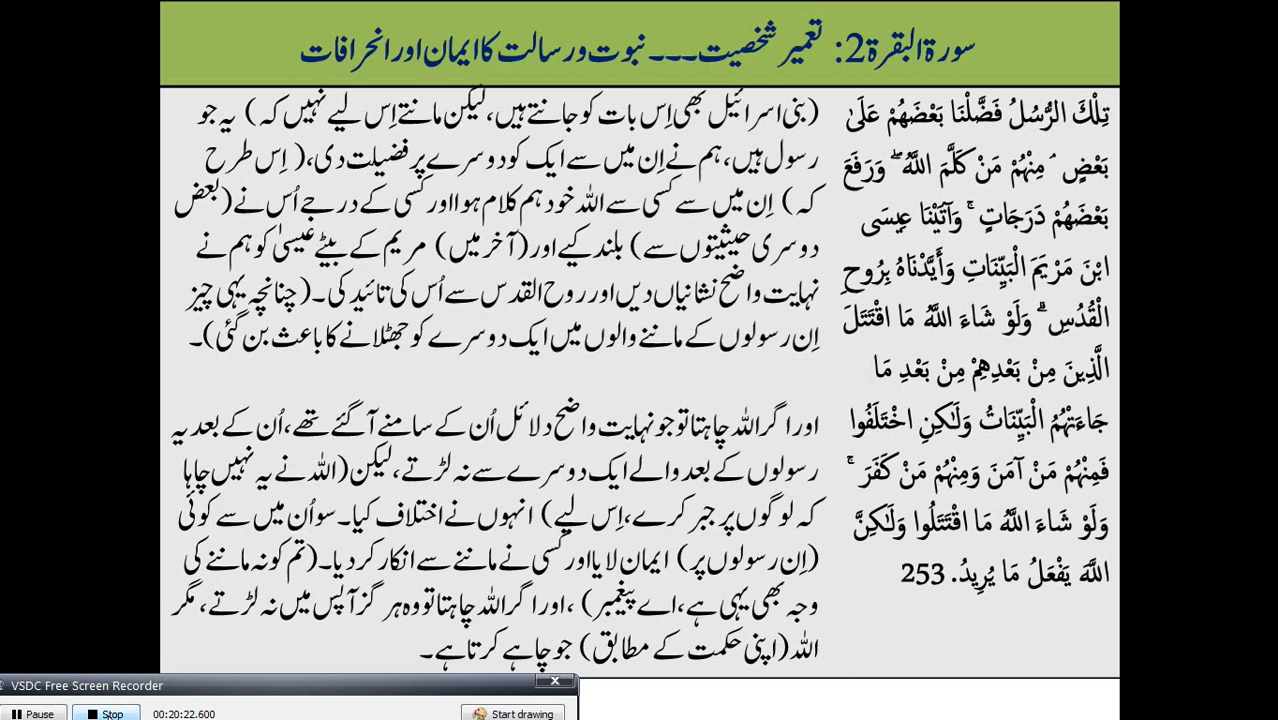 سورۃ البقرۃ 2: تعمیر شخصیت۔۔۔نبوت و رسالت کا ایمان اور انحرافات
تِلْكَ الرُّسُلُ فَضَّلْنَا بَعْضَهُمْ عَلَىٰ
بَعْضٍ ۘ مِنْهُمْ مَنْ كَلَّمَ اللَّهُ ۖ وَرَفَعَ
بَعْضَهُمْ دَرَجَاتٍ ۚ وَآتَيْنَا عِيسَى
ابْنَ مَرْيَمَ الْبَيِّنَاتِ وَأَيَّدْنَاهُ بِرُوحِ
الْقُدُسِ ۗ وَلَوْ شَاءَ اللَّهُ مَا اقْتَتَلَ
الَّذِينَ مِنْ بَعْدِهِمْ مِنْ بَعْدِ مَا
جَاءَتْهُمُ الْبَيِّنَاتُ وَلَٰكِنِ اخْتَلَفُوا
فَمِنْهُمْ مَنْ آمَنَ وَمِنْهُمْ مَنْ كَفَرَ ۚ
وَلَوْ شَاءَ اللَّهُ مَا اقْتَتَلُوا وَلَٰكِنَّ
اللَّهَ يَفْعَلُ مَا يُرِيدُ. 253
(بنی اسرائیل بھی اِس بات کو جانتے ہیں، لیکن مانتے اِس لیے نہیں کہ) یہ جو
رسول ہیں، ہم نے اِن میں سے ایک کو دوسرے پر فضیلت دی، ( اِس طرح
کہ) اِن میں سے کسی سے اللہ خود ہم کلام ہوا اور کسی کے درجے اُس نے (بعض
دوسری حیثیتوں سے) بلند کیے اور (آخر میں) مریم کے بیٹے عیسیٰ کو ہم نے
نہایت واضح نشانیاں دیں اور روح القدس سے اُس کی تائید کی۔ (چنانچہ یہی چیز
اِن رسولوں کے ماننے والوں میں ایک دوسرے کو جھٹلانے کا باعث بن گئی)۔
اور اگر اللہ چاہتا تو جو نہایت واضح دلائل اُن کے سامنے آ گئے تھے، اُن کے بعد یہ
رسولوں کے بعد والے ایک دوسرے سے نہ لڑتے، لیکن (اللہ نے یہ نہیں چاہا
کہ لوگوں پر جبر کرے، اِس لیے) انہوں نے اختلاف کیا۔ سو اُن میں سے کوئی
(اِن رسولوں پر) ایمان لایا اور کسی نے ماننے سے انکار کر دیا۔ (تم کو نہ ماننے کی
وجہ بھی یہی ہے، اے پیغمبر) ، اور اگر اللہ چاہتا تو وہ ہر گز آپس میں نہ لڑتے، مگر
اللہ (اپنی حکمت کے مطابق) جو چاہے کرتا ہے۔
VSDC Free Screen Recorder
Pause Stop 00:20:22.600 Start drawing